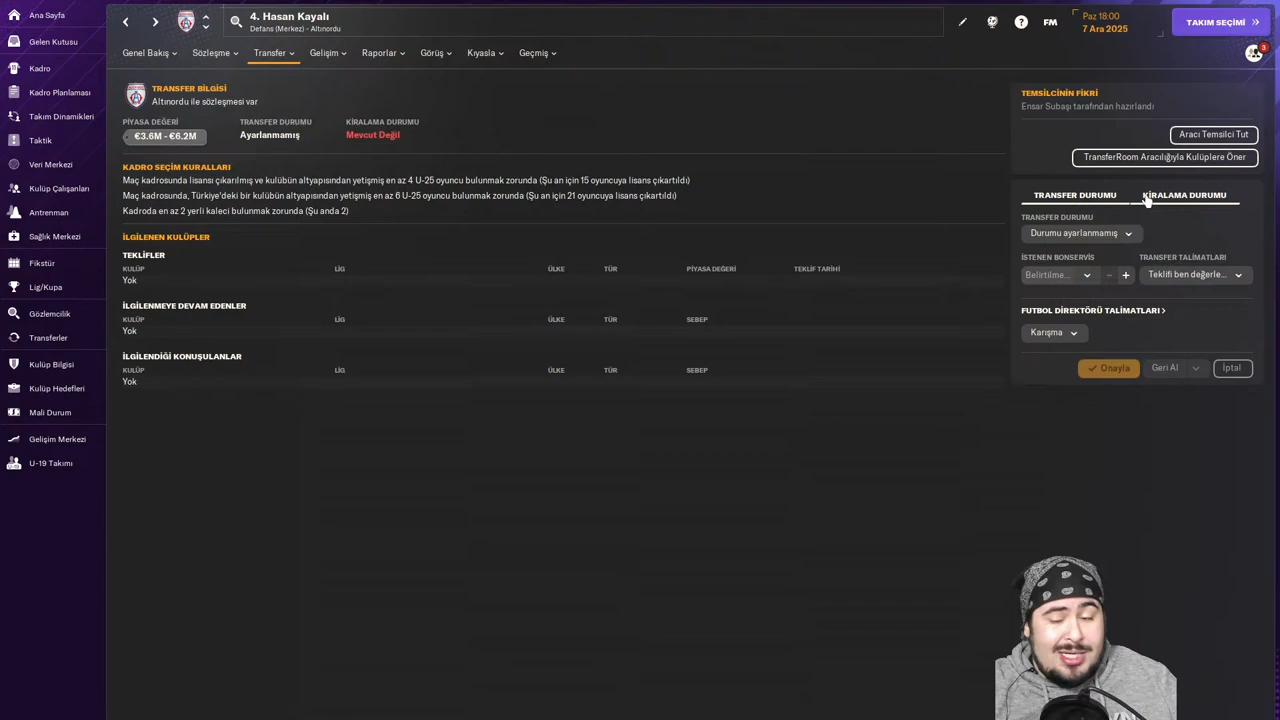 Ana Sayfa
Gelen Kutusu
Kadro
Kadro Planlaması
Takım Dinamikleri
Taktik
Veri Merkezi
Kulüp Çalışanları
Antrenman
Sağlık Merkezi
Fikstür
Lig/Kupa
Gözlemcilik
Transferler
Kulüp Bilgisi
Kulüp Hedefleri
Mali Durum
Gelişim Merkezi
U-19 Takımı
4. Hasan Kayalı
Defans (Merkez) - Altınordu
FM
Paz 18:00
7 Ara 2025
TAKIM SEÇİMİ
3
Genel Bakış Sözleşme Transfer Gelişim Raporlar Görüş Kıyasla Geçmiş
TRANSFER BİLGİSİ
Altınordu ile sözleşmesi var
PİYASA DEĞERİ TRANSFER DURUMU KİRALAMA DURUMU
€3.6M - €6.2M Ayarlanmamış Mevcut Değil
KADRO SEÇİM KURALLARI
Maç kadrosunda lisansı çıkarılmış ve kulübün altyapısından yetişmiş en az 4 U-25 oyuncu bulunmak zorunda (Şu an için 15 oyuncuya lisans çıkartıldı)
Maç kadrosunda, Türkiye'deki bir kulübün altyapısından yetişmiş en az 6 U-25 oyuncu bulunmak zorunda (Şu an için 21 oyuncuya lisans çıkartıldı)
Kadroda en az 2 yerli kaleci bulunmak zorunda (Şu anda 2)
İLGİLENEN KULÜPLER
TEKLİFLER
KULÜP LİG ÜLKE TÜR PİYASA DEĞERİ TEKLİF TARİHİ
Yok
İLGİLENMEYE DEVAM EDENLER
KULÜP LİG ÜLKE TÜR SEBEP
Yok
İLGİLENDİĞİ KONUŞULANLAR
KULÜP LİG ÜLKE TÜR SEBEP
Yok
TEMSİLCİNİN FİKRİ
Ensar Subaşı tarafından hazırlandı
Aracı Temsilci Tut
TransferRoom Aracılığıyla Kulüplere Öner
TRANSFER DURUMU KİRALAMA DURUMU
TRANSFER DURUMU
Durumu ayarlanmamış
İSTENEN BONSERVİS TRANSFER TALİMATLARI
Belirtilme... − + Teklifi ben değerle...
FUTBOL DİREKTÖRÜ TALİMATLARI
Karışma
Onayla Geri Al İptal